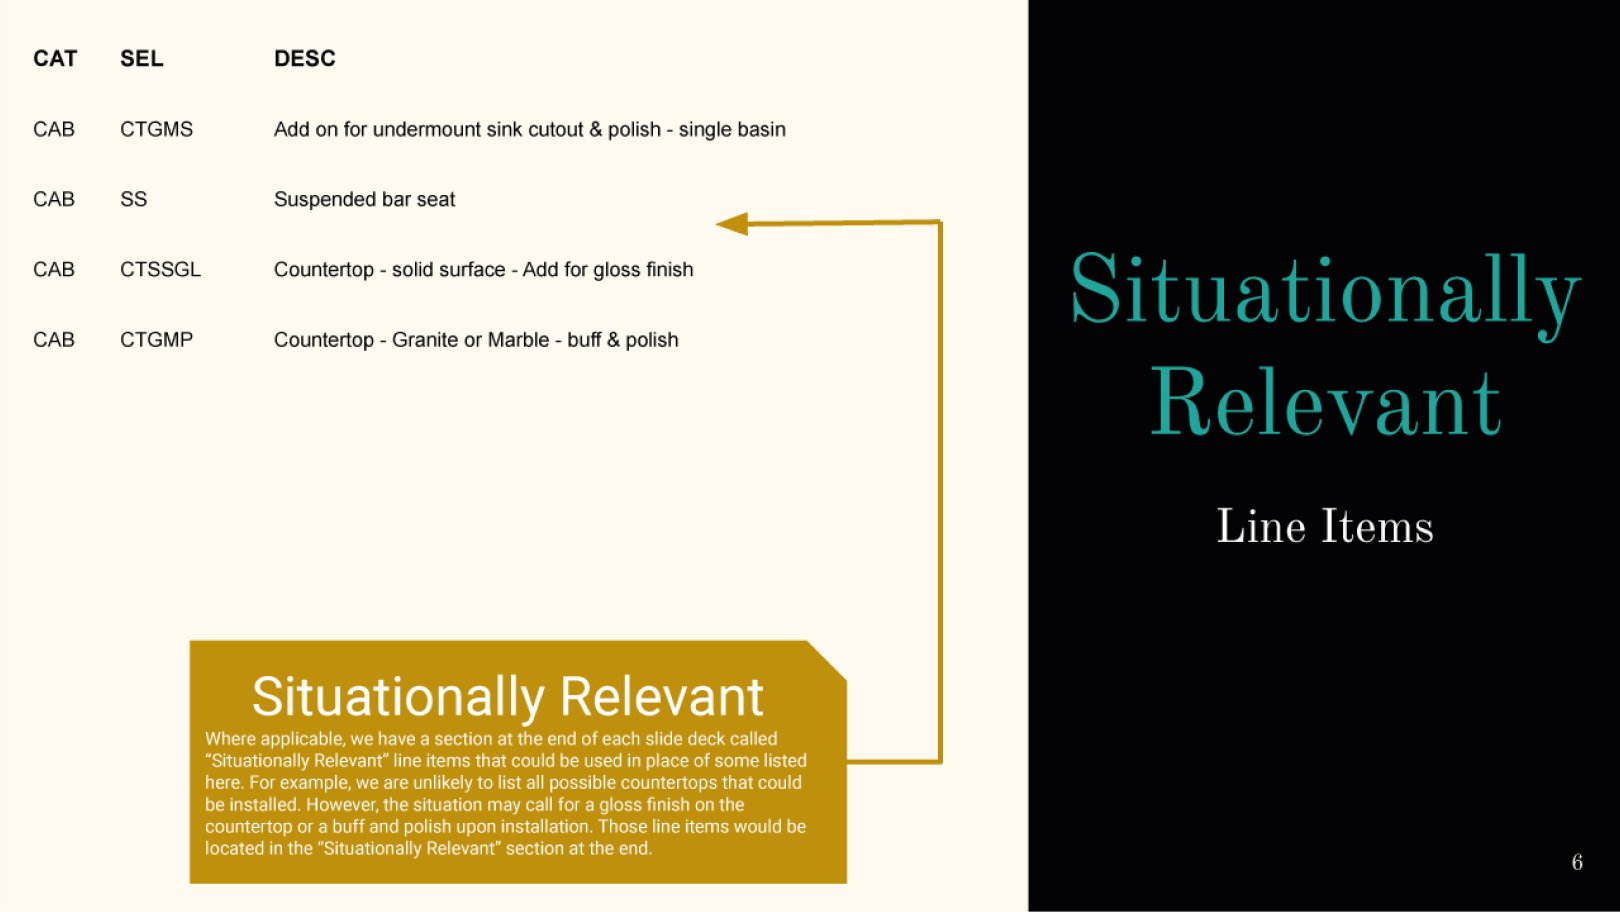 CAT SEL DESC
CAB CTGMS Add on for undermount sink cutout & polish - single basin
CAB SS Suspended bar seat
CAB CTSSGL Countertop - solid surface - Add for gloss finish
CAB CTGMP Countertop - Granite or Marble - buff & polish
Situationally Relevant
Where applicable, we have a section at the end of each slide deck called
“Situationally Relevant” line items that could be used in place of some listed
here. For example, we are unlikely to list all possible countertops that could
be installed. However, the situation may call for a gloss finish on the
countertop or a buff and polish upon installation. Those line items would be
located in the “Situationally Relevant” section at the end.
Situationally
Relevant
Line Items
6